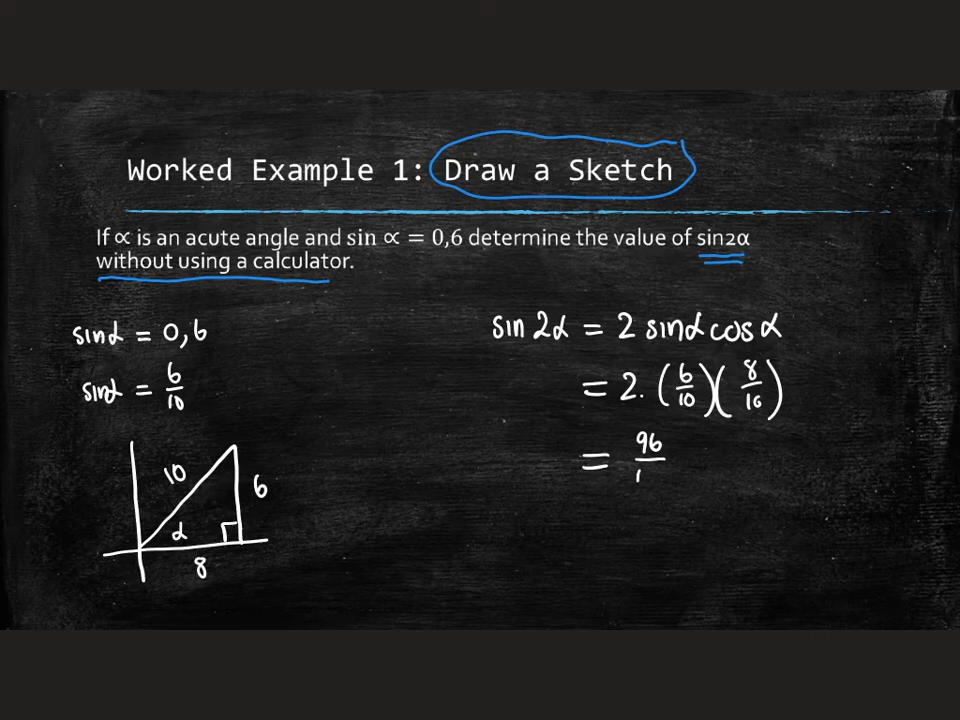 Worked Example 1: Draw a Sketch
If ∝ is an acute angle and sin ∝ = 0,6 determine the value of sin2α
without using a calculator.
sinα = 0,6
sinα = 6/10
10
6
α
8
sin 2α = 2 sinα cos α
= 2. (6/10)(8/10)
= 96/1